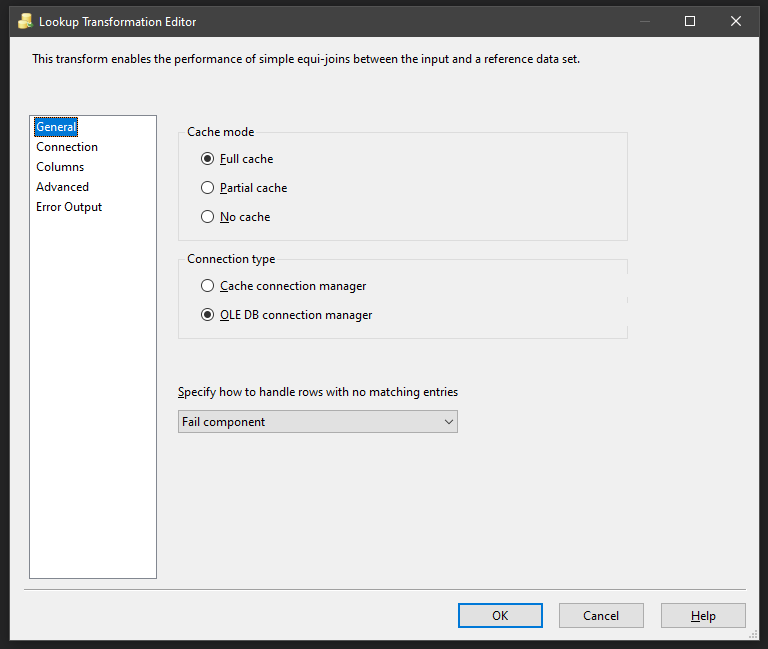 Lookup Transformation Editor
This transform enables the performance of simple equi-joins between the input and a reference data set.
General
Connection
Columns
Advanced
Error Output
Cache mode
Full cache
Partial cache
No cache
Connection type
Cache connection manager
OLE DB connection manager
Specify how to handle rows with no matching entries
Fail component
OK
Cancel
Help